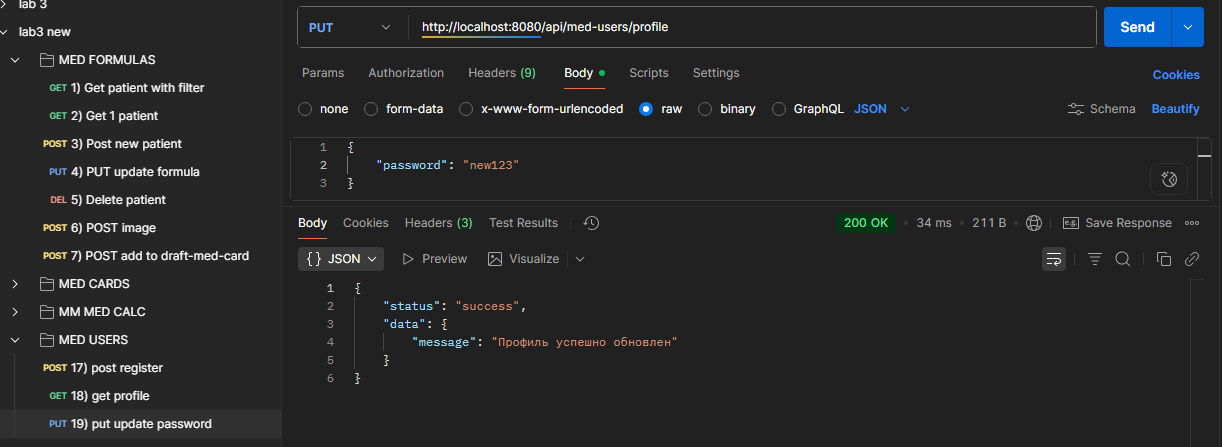 lab 3
lab3 new
MED FORMULAS
GET 1) Get patient with filter
GET 2) Get 1 patient
POST 3) Post new patient
PUT 4) PUT update formula
DEL 5) Delete patient
POST 6) POST image
POST 7) POST add to draft-med-card
MED CARDS
MM MED CALC
MED USERS
POST 17) post register
GET 18) get profile
PUT 19) put update password
PUT http://localhost:8080/api/med-users/profile Send
Params Authorization Headers (9) Body Scripts Settings Cookies
none form-data x-www-form-urlencoded raw binary GraphQL JSON Schema Beautify
1 {
2 "password": "new123"
3 }
Body Cookies Headers (3) Test Results 200 OK 34 ms 211 B e.g. Save Response
{} JSON Preview Visualize
1 {
2 "status": "success",
3 "data": {
4 "message": "Профиль успешно обновлен"
5 }
6 }